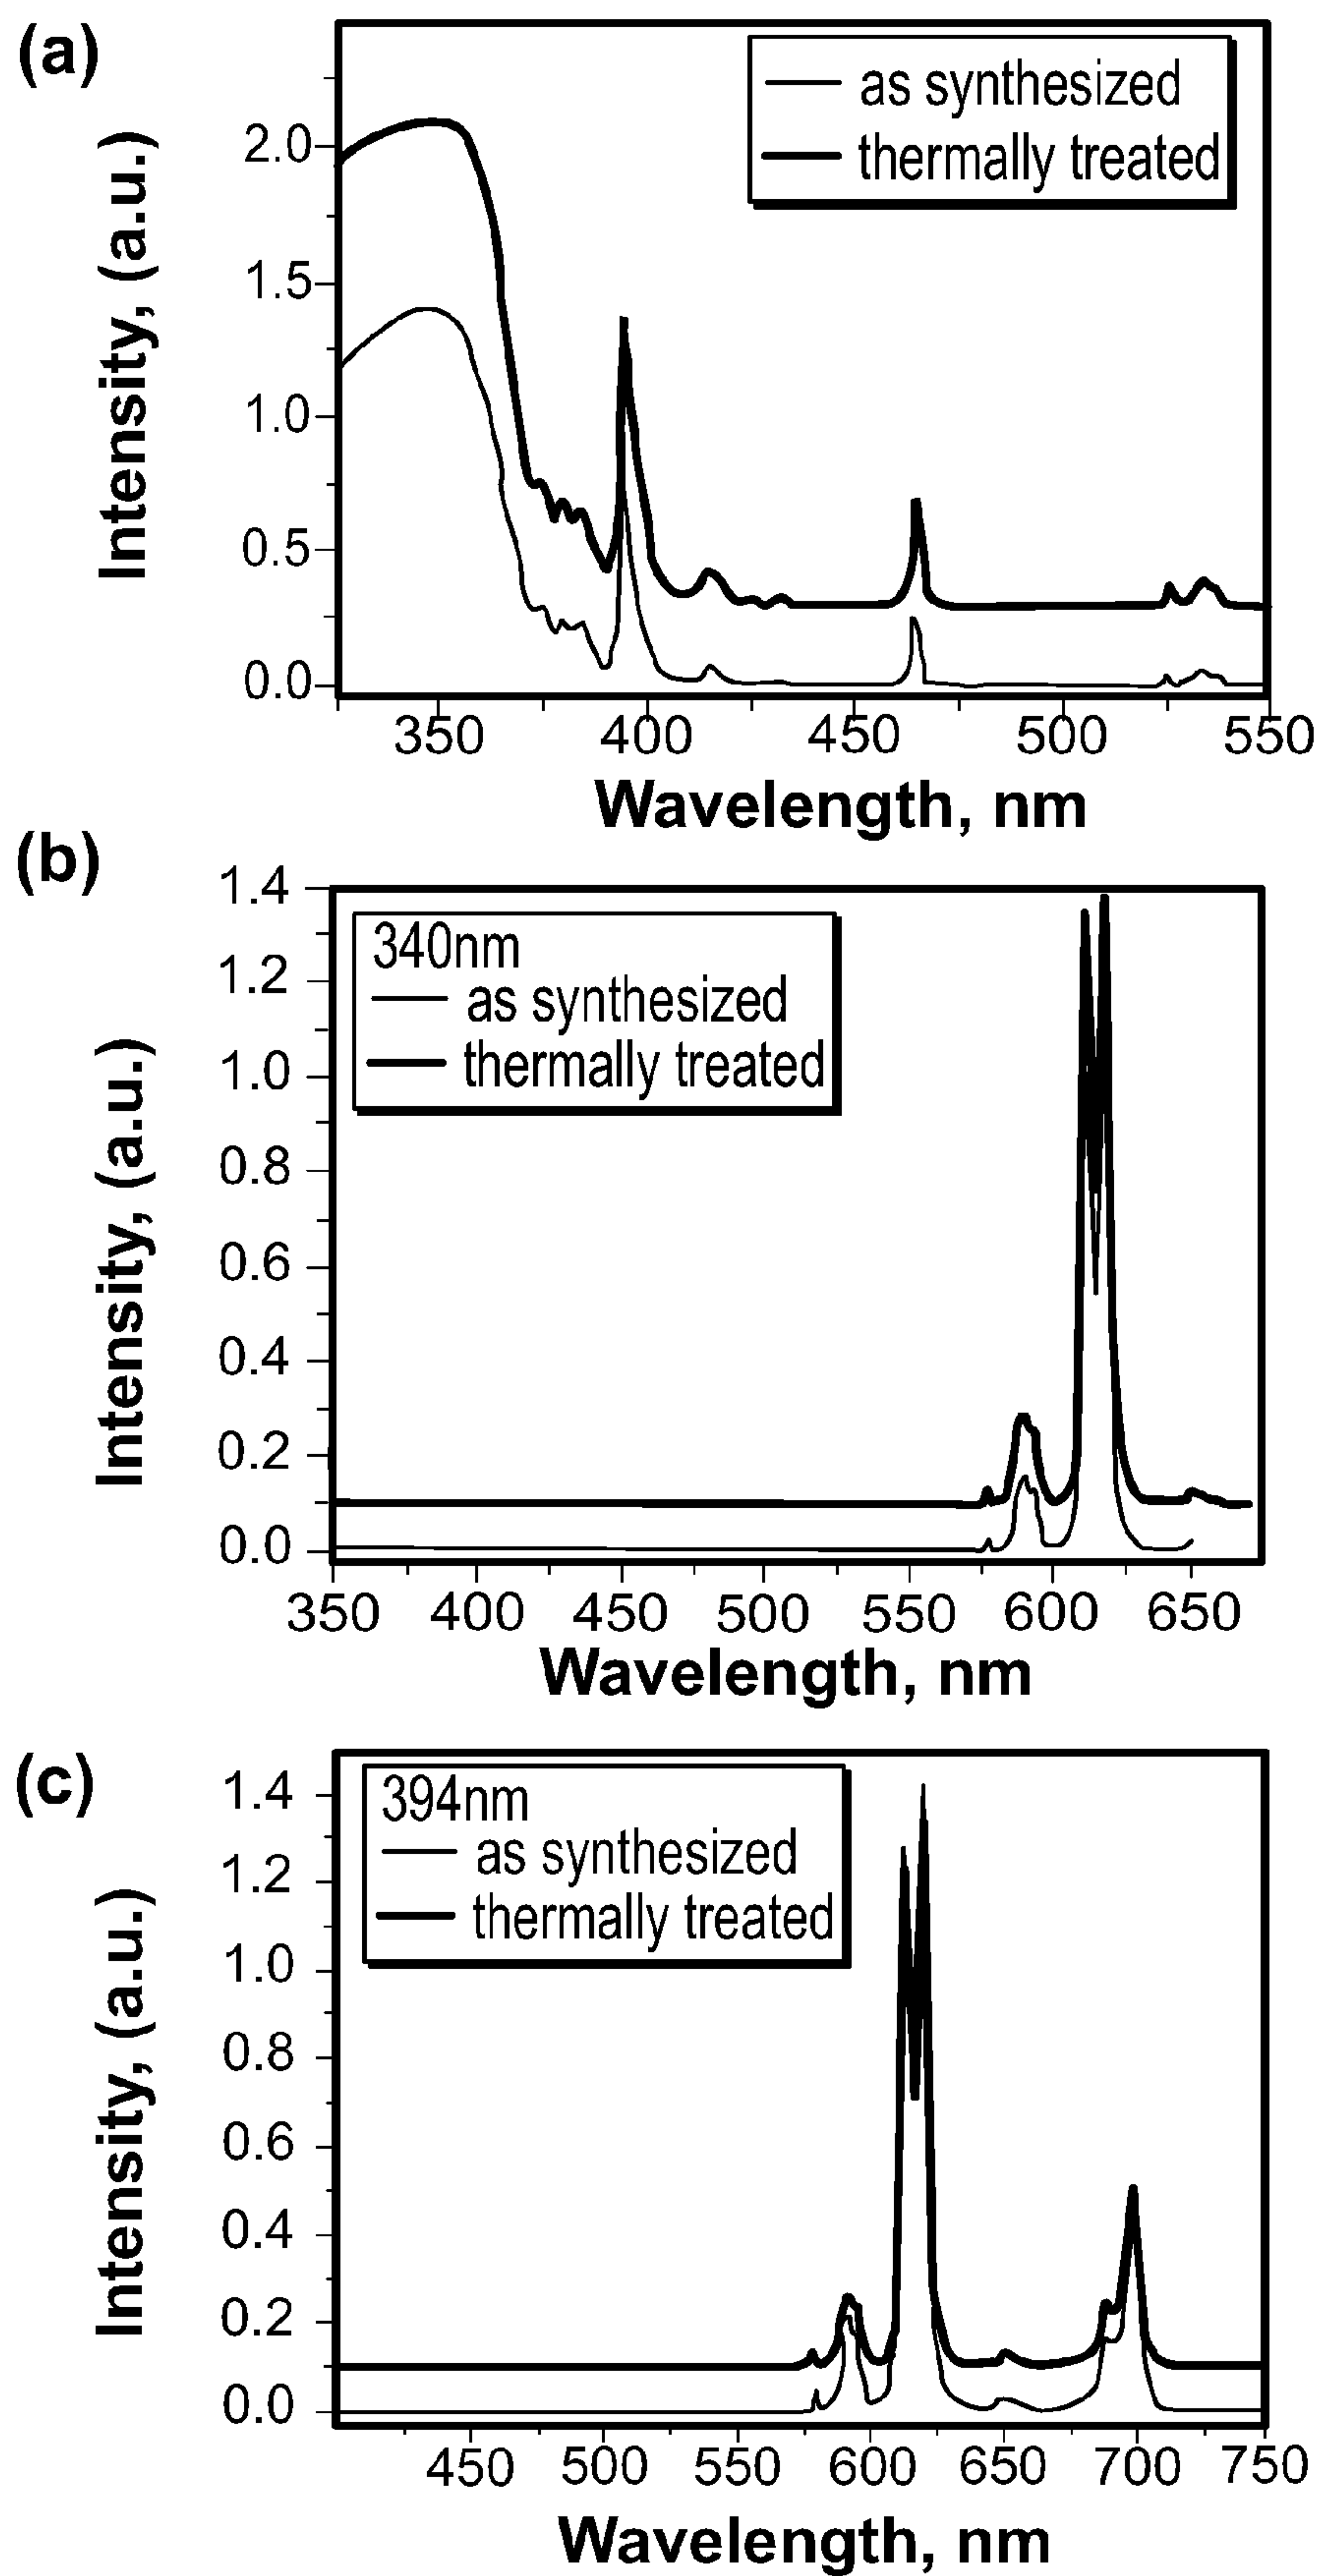 (a)
as synthesized
thermally treated
Intensity, (a.u.)
2.0
1.5
1.0
0.5
0.0
350 400 450 500 550
Wavelength, nm
(b)
340nm
as synthesized
thermally treated
Intensity, (a.u.)
1.4
1.2
1.0
0.8
0.6
0.4
0.2
0.0
350 400 450 500 550 600 650
Wavelength, nm
(c)
394nm
as synthesized
thermally treated
Intensity, (a.u.)
1.4
1.2
1.0
0.8
0.6
0.4
0.2
0.0
450 500 550 600 650 700 750
Wavelength, nm